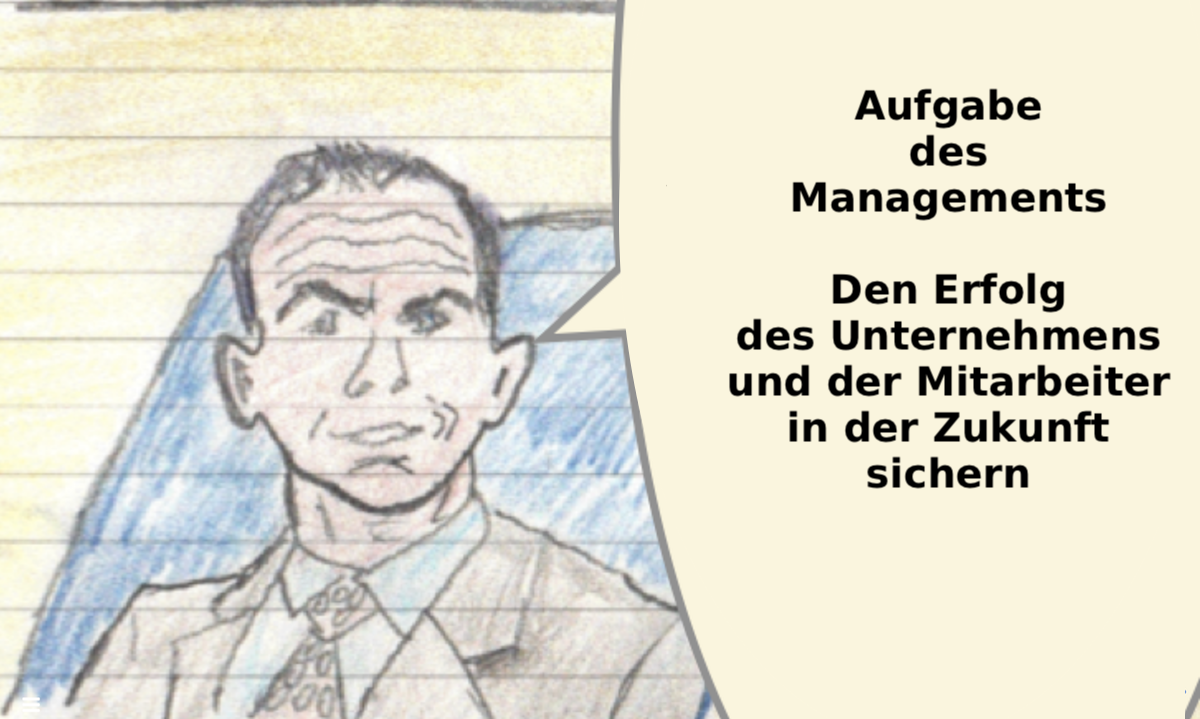 Aufgabe
des
Managements
Den Erfolg
des Unternehmens
und der Mitarbeiter
in der Zukunft
sichern